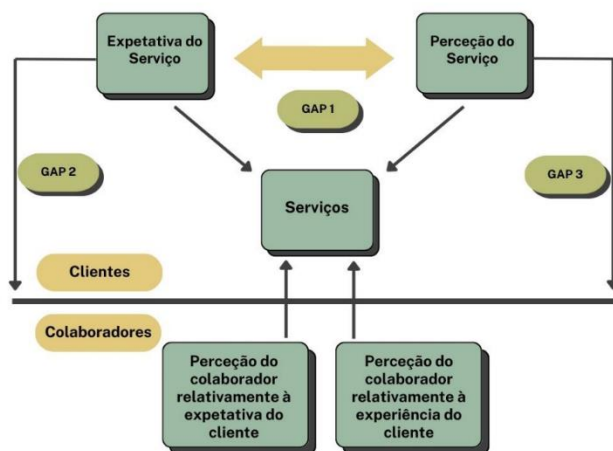 Expetativa do
Serviço
Perceção do
Serviço
GAP 1
GAP 2
GAP 3
Serviços
Clientes
Colaboradores
Perceção do
colaborador
relativamente à
expetativa do
cliente
Perceção do
colaborador
relativamente à
experiência do
cliente